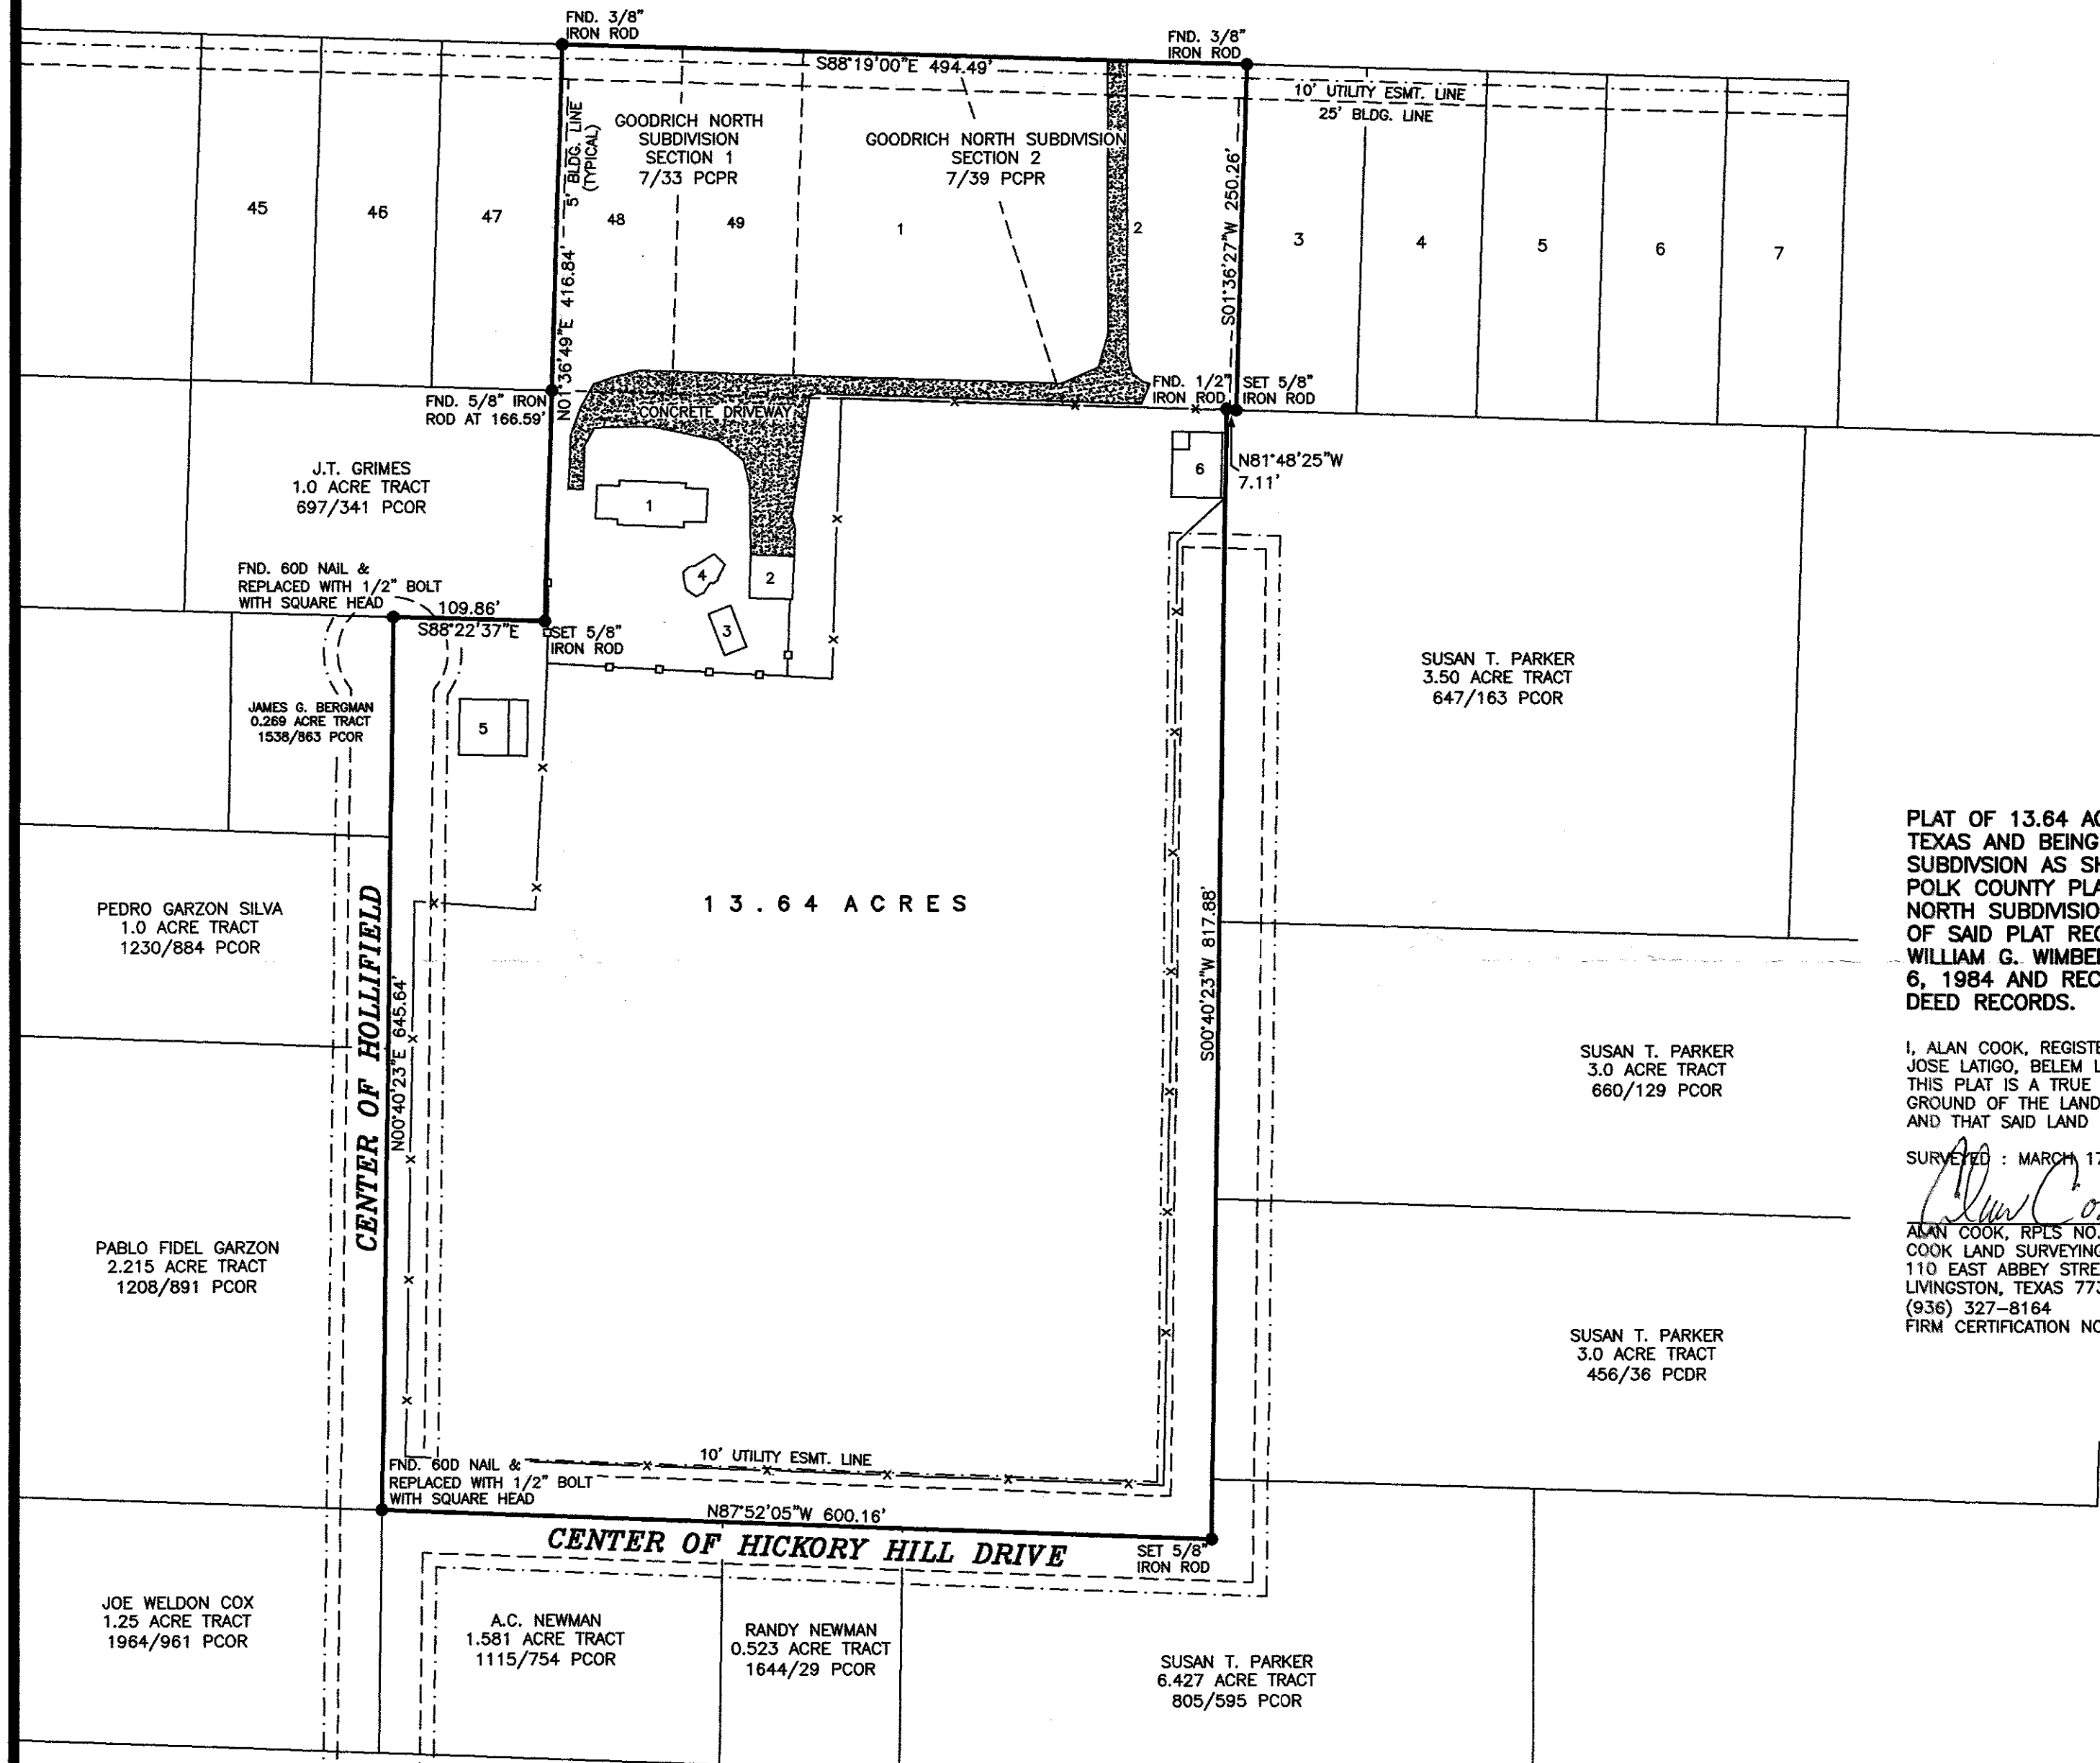 FND. 3/8"
IRON ROD
FND. 3/8"
IRON ROD
S88°19'00"E 494.49'
10' UTILITY ESMT. LINE
25' BLDG. LINE
5' BLDG. LINE
(TYPICAL)
GOODRICH NORTH
SUBDIVISION
SECTION 1
7/33 PCPR
GOODRICH NORTH SUBDIVISION
SECTION 2
7/39 PCPR
45
46
47
48
49
1
2
3
4
5
6
7
N01°36'49"E 416.84'
S01°36'27"W 250.26'
FND. 5/8" IRON
ROD AT 166.59'
CONCRETE DRIVEWAY
FND. 1/2"
IRON ROD
SET 5/8"
IRON ROD
N81°48'25"W
7.11'
J.T. GRIMES
1.0 ACRE TRACT
697/341 PCOR
1
2
3
4
6
FND. 60D NAIL &
REPLACED WITH 1/2" BOLT
WITH SQUARE HEAD
109.86'
S88°22'37"E
SET 5/8"
IRON ROD
SUSAN T. PARKER
3.50 ACRE TRACT
647/163 PCOR
JAMES G. BERGMAN
0.269 ACRE TRACT
1538/863 PCOR
5
PLAT OF 13.64 AC
TEXAS AND BEING
SUBDIVSION AS SH
POLK COUNTY PLA
NORTH SUBDIVISIO
OF SAID PLAT REC
WILLIAM G. WIMBE
6, 1984 AND REC
DEED RECORDS.
13.64 ACRES
PEDRO GARZON SILVA
1.0 ACRE TRACT
1230/884 PCOR
CENTER OF HOLLIFIELD
N00°40'23"E 645.64'
S00°40'23"W 817.88'
I, ALAN COOK, REGISTE
JOSE LATIGO, BELEM L
THIS PLAT IS A TRUE
GROUND OF THE LAND
AND THAT SAID LAND
SURVEYED : MARCH 17
Alan Co
ALAN COOK, RPLS NO.
COOK LAND SURVEYING
110 EAST ABBEY STRE
LIVINGSTON, TEXAS 773
(936) 327-8164
FIRM CERTIFICATION NO
SUSAN T. PARKER
3.0 ACRE TRACT
660/129 PCOR
PABLO FIDEL GARZON
2.215 ACRE TRACT
1208/891 PCOR
SUSAN T. PARKER
3.0 ACRE TRACT
456/36 PCDR
10' UTILITY ESMT. LINE
FND. 60D NAIL &
REPLACED WITH 1/2" BOLT
WITH SQUARE HEAD
N87°52'05"W 600.16'
CENTER OF HICKORY HILL DRIVE
SET 5/8"
IRON ROD
JOE WELDON COX
1.25 ACRE TRACT
1964/961 PCOR
A.C. NEWMAN
1.581 ACRE TRACT
1115/754 PCOR
RANDY NEWMAN
0.523 ACRE TRACT
1644/29 PCOR
SUSAN T. PARKER
6.427 ACRE TRACT
805/595 PCOR